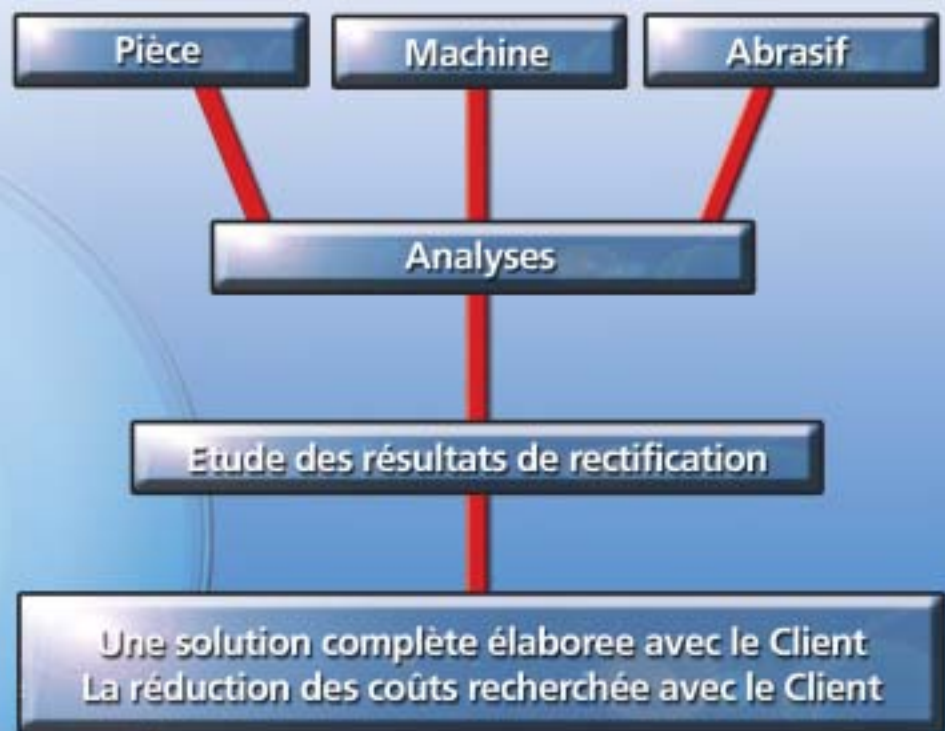 Pièce
Machine
Abrasif
Analyses
Etude des résultats de rectification
Une solution complète élaboree avec le Client
La réduction des coûts recherchée avec le Client